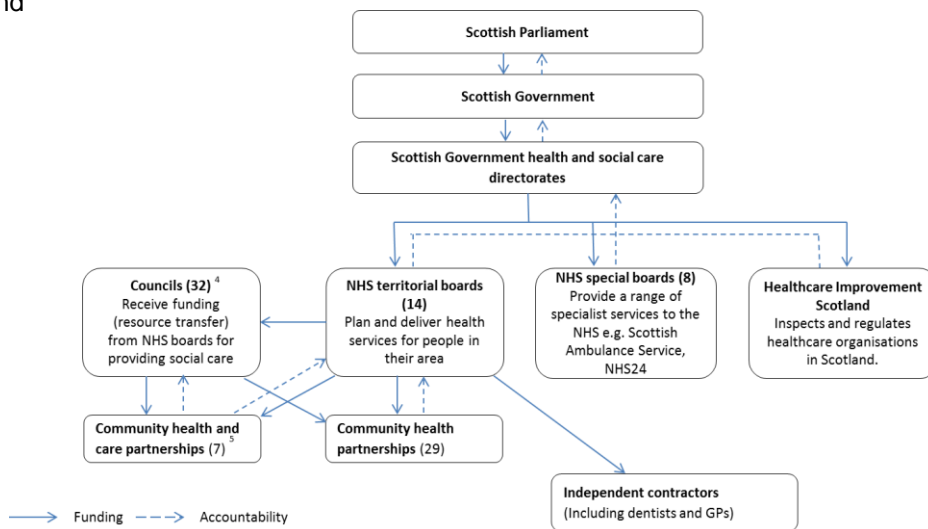 nd
Scottish Parliament
Scottish Government
Scottish Government health and social care
directorates
Councils (32) 4
Receive funding
(resource transfer)
from NHS boards for
providing social care
NHS territorial boards
(14)
Plan and deliver health
services for people in
their area
NHS special boards (8)
Provide a range of
specialist services to the
NHS e.g. Scottish
Ambulance Service,
NHS24
Healthcare Improvement
Scotland
Inspects and regulates
healthcare organisations
in Scotland.
Community health and
care partnerships (7) 5
Community health
partnerships (29)
Independent contractors
(Including dentists and GPs)
Funding
Accountability